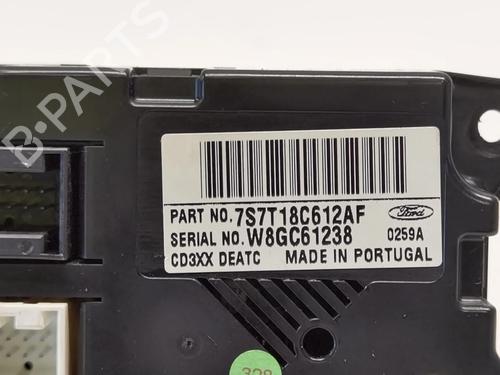 B-PARTS
PART NO. 7S7T18C612AF
Ford
SERIAL NO. W8GC61238 0259A
CD3XX DEATC MADE IN PORTUGAL